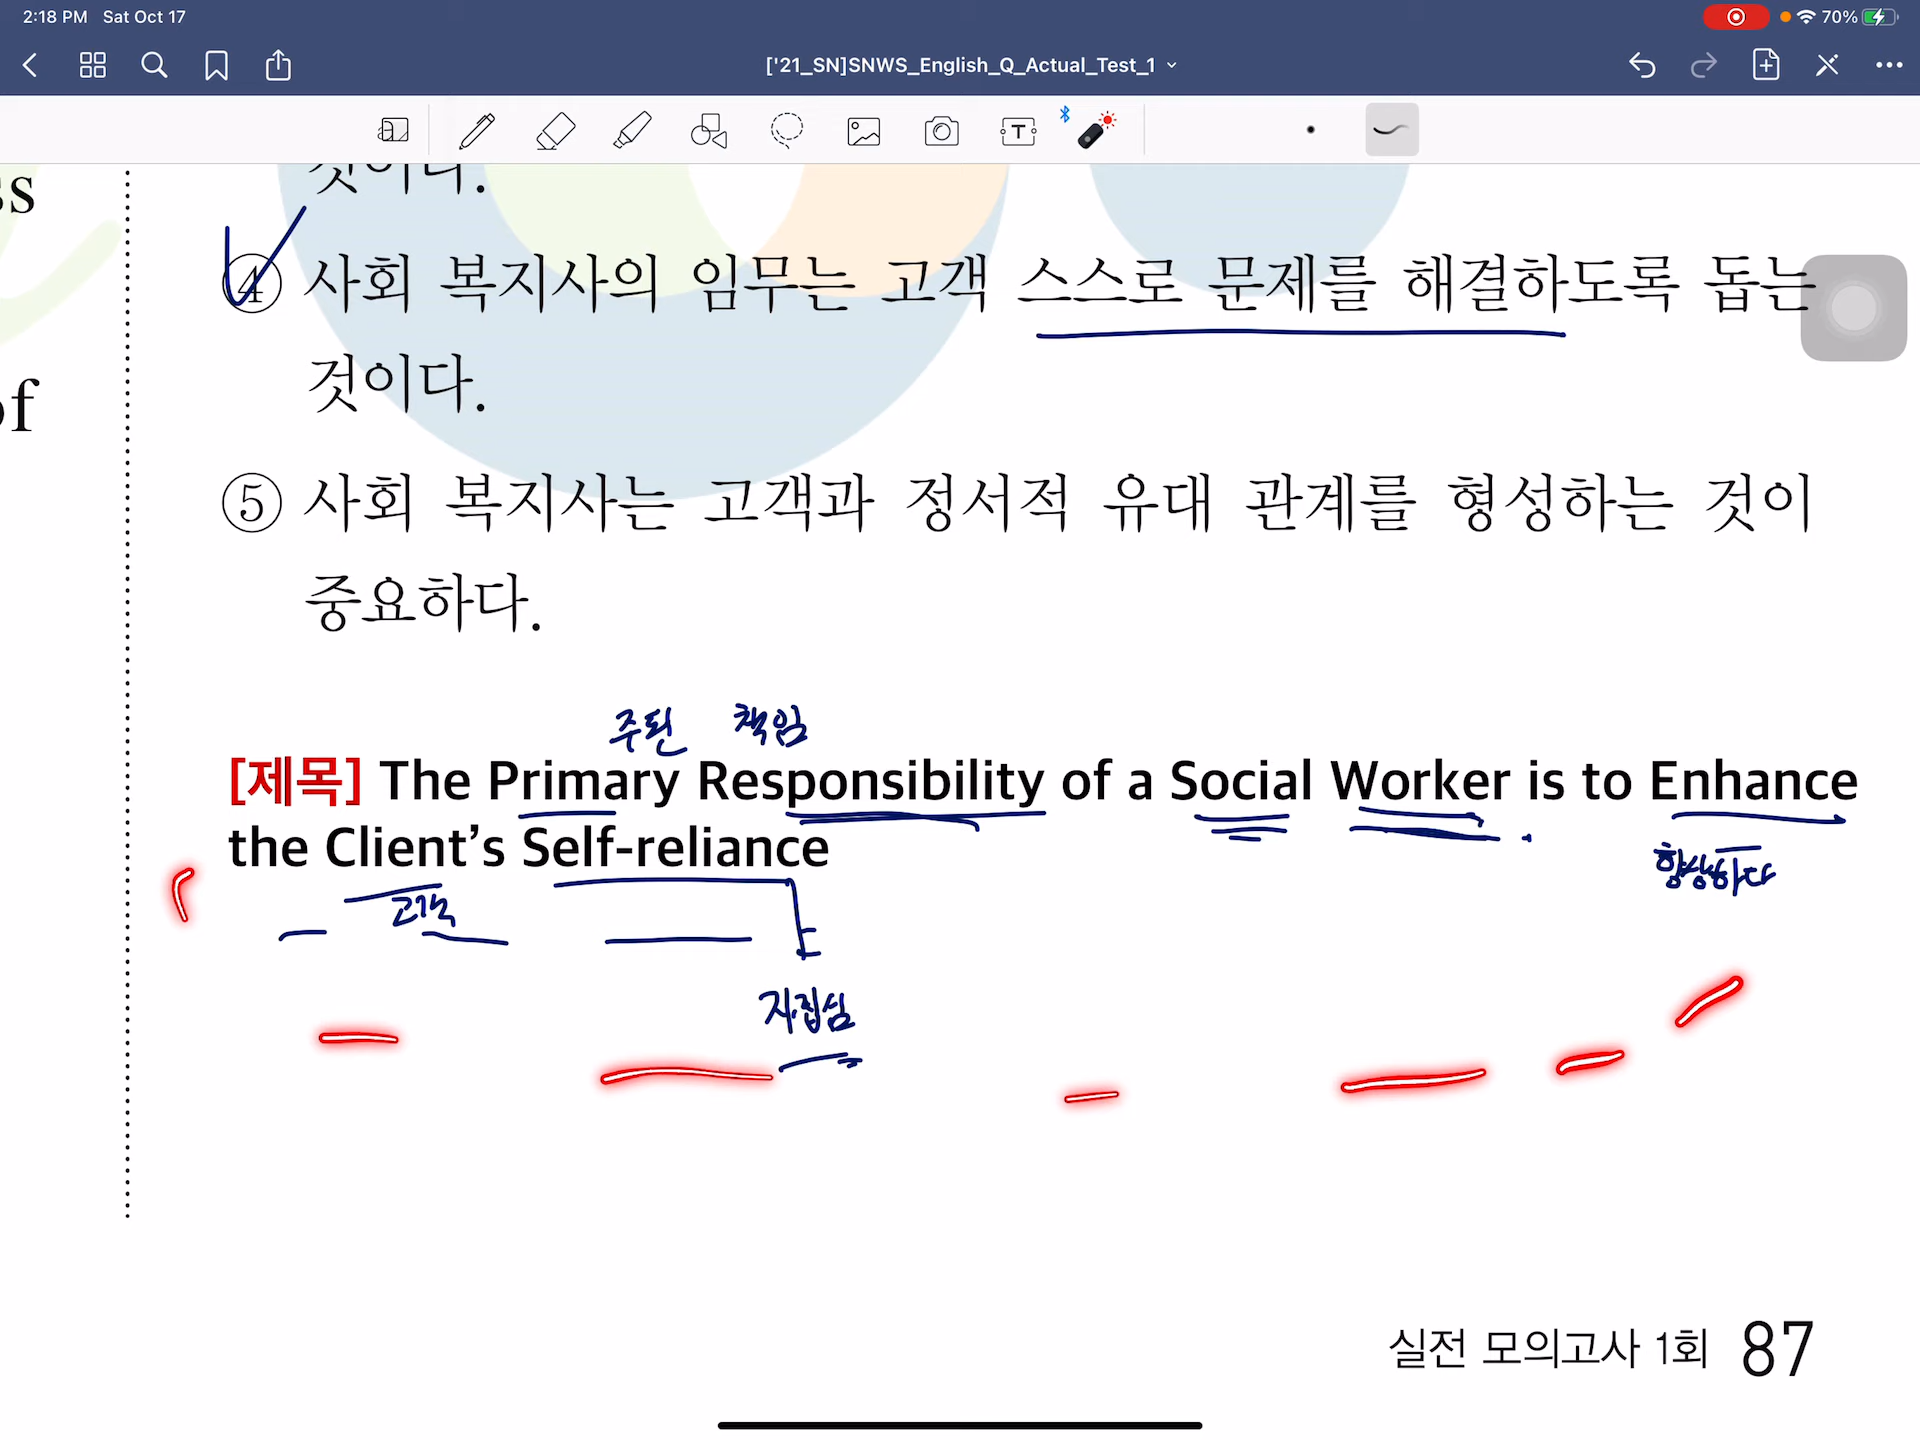 2:18 PM Sat Oct 17
70%
['21_SN]SNWS_English_Q_Actual_Test_1
ss
것이다.
④ 사회 복지사의 임무는 고객 스스로 문제를 해결하도록 돕는
것이다.
of
⑤ 사회 복지사는 고객과 정서적 유대 관계를 형성하는 것이
중요하다.
주된 책임
[제목] The Primary Responsibility of a Social Worker is to Enhance
the Client's Self-reliance
향상하다
고객
자립심
실전 모의고사 1회 87